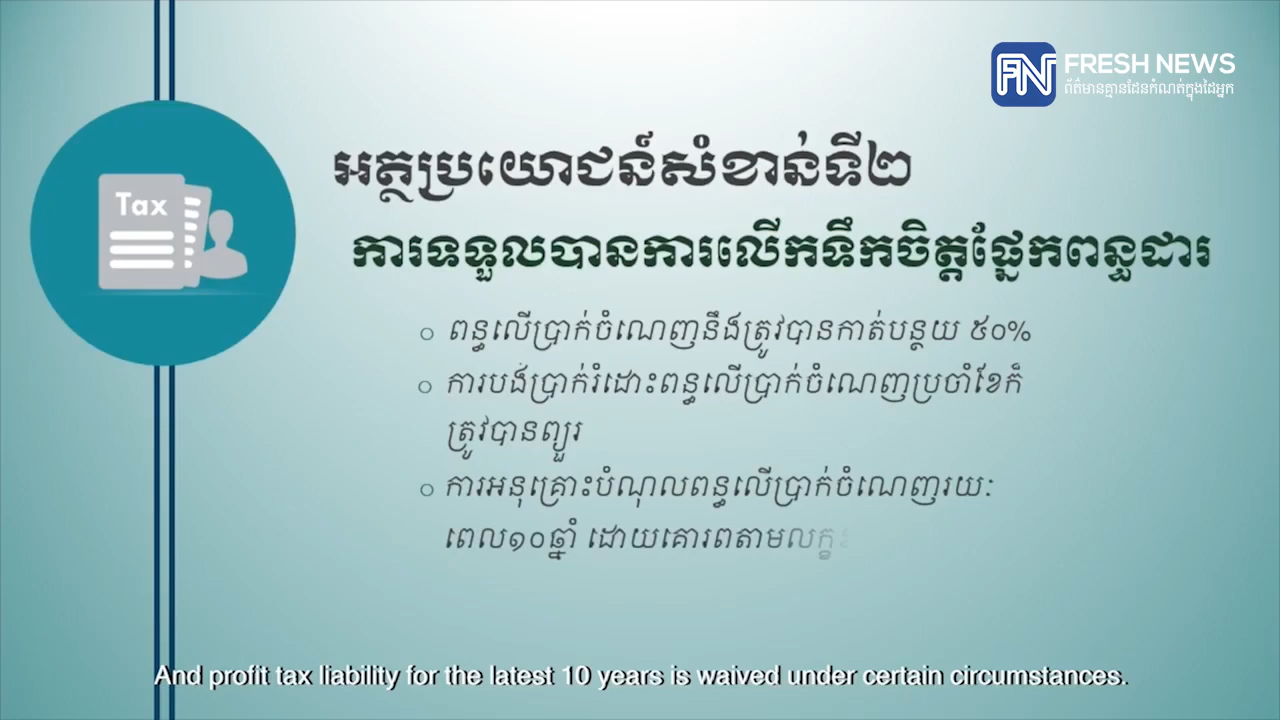 FRESH NEWS
ព័ត៌មានគ្មានដែនកំណត់ក្នុងដៃអ្នក
Tax
អត្ថប្រយោជន៍សំខាន់ទី២
ការទទួលបានការលើកទឹកចិត្តផ្នែកពន្ធដារ
o ពន្ធលើប្រាក់ចំណេញនឹងត្រូវបានកាត់បន្ថយ ៥០%
o ការបង់ប្រាក់រំដោះពន្ធលើប្រាក់ចំណេញប្រចាំខែក៏
ត្រូវបានព្យួរ
o ការអនុគ្រោះបំណុលពន្ធលើប្រាក់ចំណេញរយៈ
ពេល១០ឆ្នាំ ដោយគោរពតាម
And profit tax liability for the latest 10 years is waived under certain circumstances.